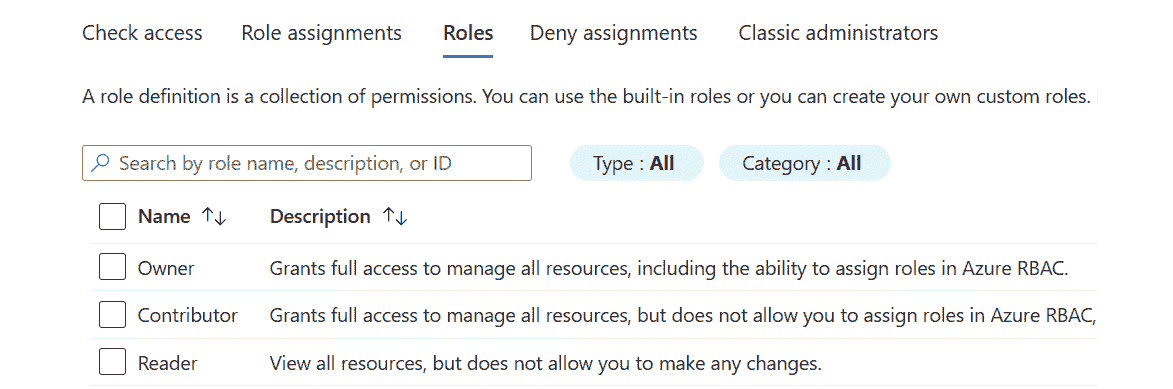 Check access Role assignments Roles Deny assignments Classic administrators
A role definition is a collection of permissions. You can use the built-in roles or you can create your own custom roles.
Search by role name, description, or ID Type : All Category : All
Name ↑↓ Description ↑↓
Owner Grants full access to manage all resources, including the ability to assign roles in Azure RBAC.
Contributor Grants full access to manage all resources, but does not allow you to assign roles in Azure RBAC,
Reader View all resources, but does not allow you to make any changes.